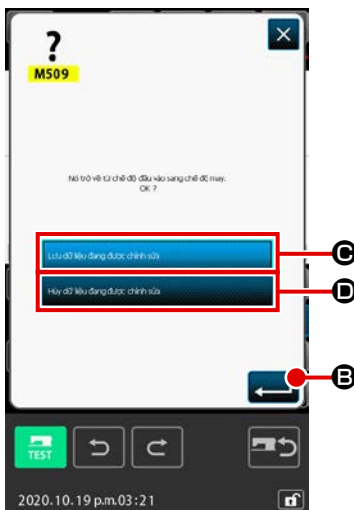 ?
M509
Nó trở về từ chế độ đầu vào sang chế độ may.
OK ?
Lưu dữ liệu đang được chỉnh sửa
C
Hủy dữ liệu đang được chỉnh sửa
D
B
TEST
2020.10.19 p.m.03:21